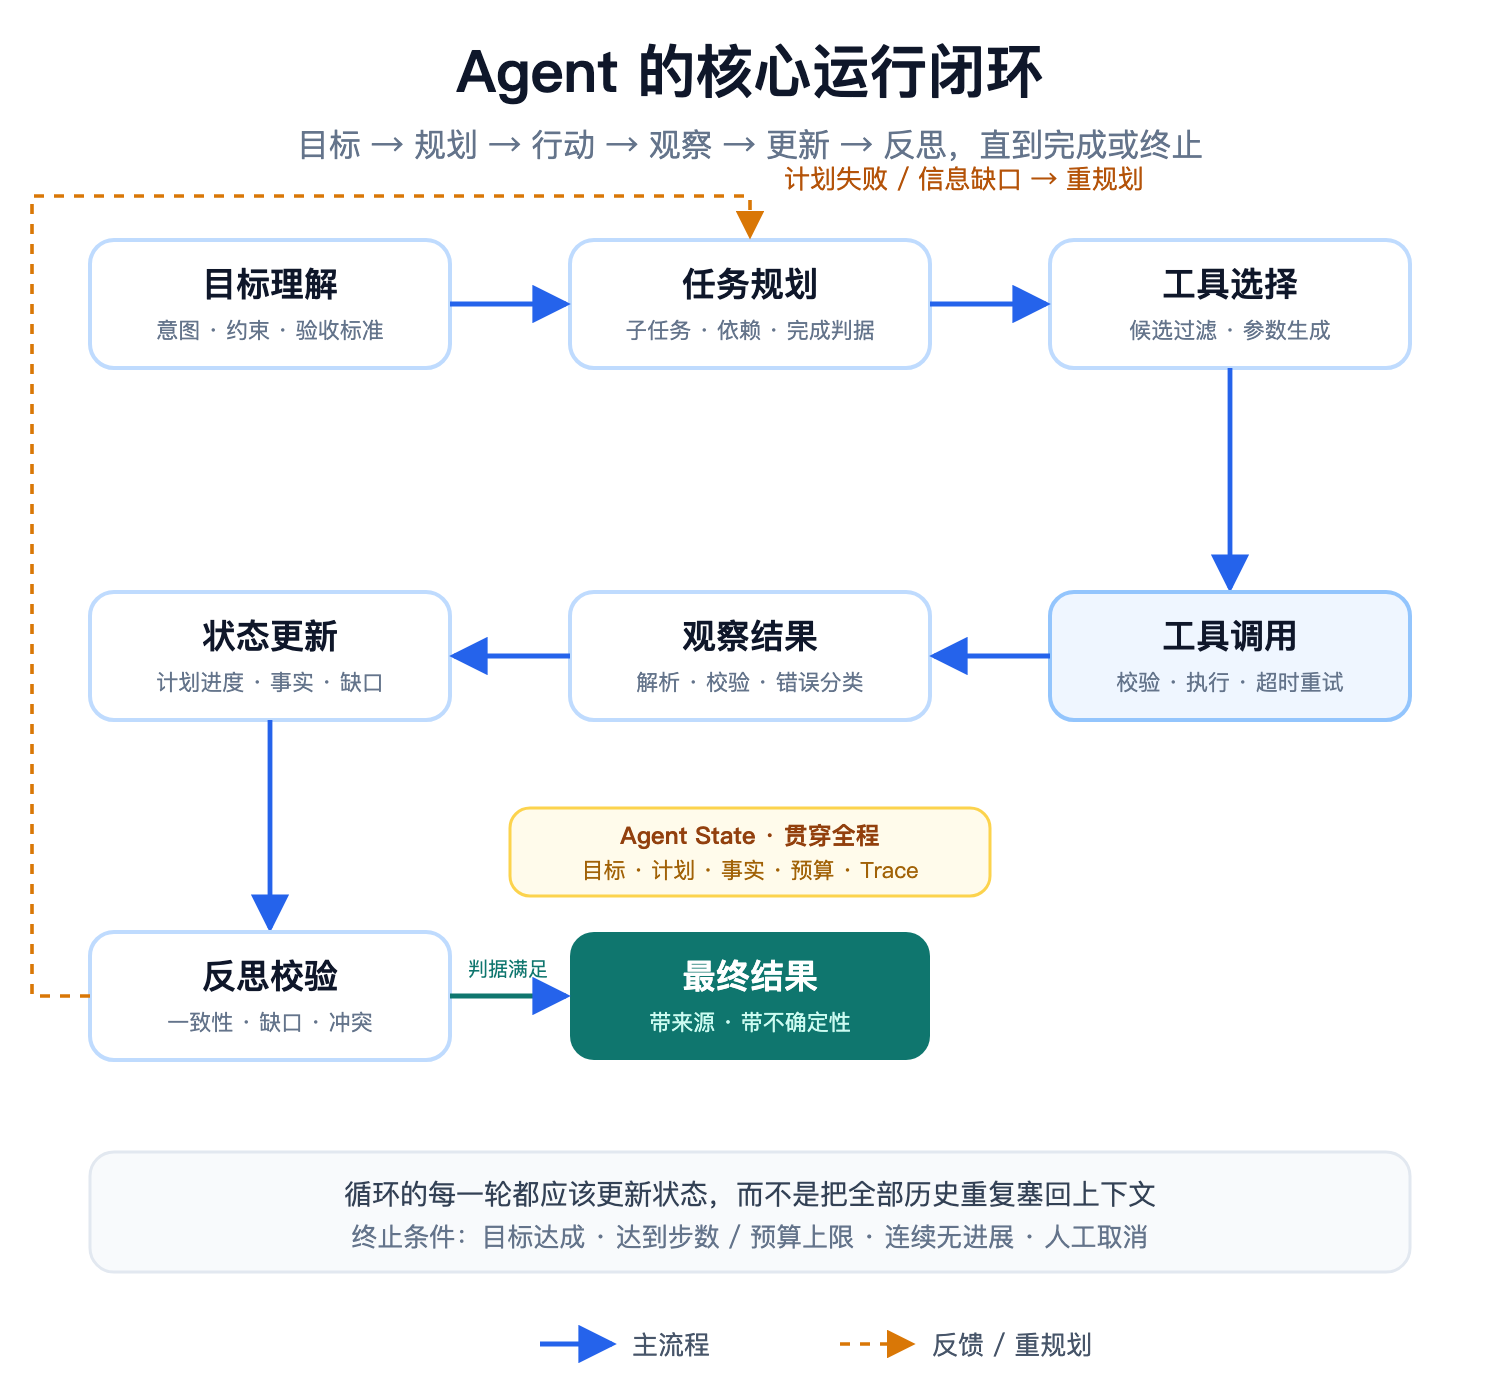 Agent 的核心运行闭环
目标 → 规划 → 行动 → 观察 → 更新 → 反思，直到完成或终止
计划失败 / 信息缺口 → 重规划
目标理解
意图 · 约束 · 验收标准
任务规划
子任务 · 依赖 · 完成判据
工具选择
候选过滤 · 参数生成
状态更新
计划进度 · 事实 · 缺口
观察结果
解析 · 校验 · 错误分类
工具调用
校验 · 执行 · 超时重试
Agent State · 贯穿全程
目标 · 计划 · 事实 · 预算 · Trace
反思校验
一致性 · 缺口 · 冲突
判据满足
最终结果
带来源 · 带不确定性
循环的每一轮都应该更新状态，而不是把全部历史重复塞回上下文
终止条件：目标达成 · 达到步数 / 预算上限 · 连续无进展 · 人工取消
主流程
反馈 / 重规划